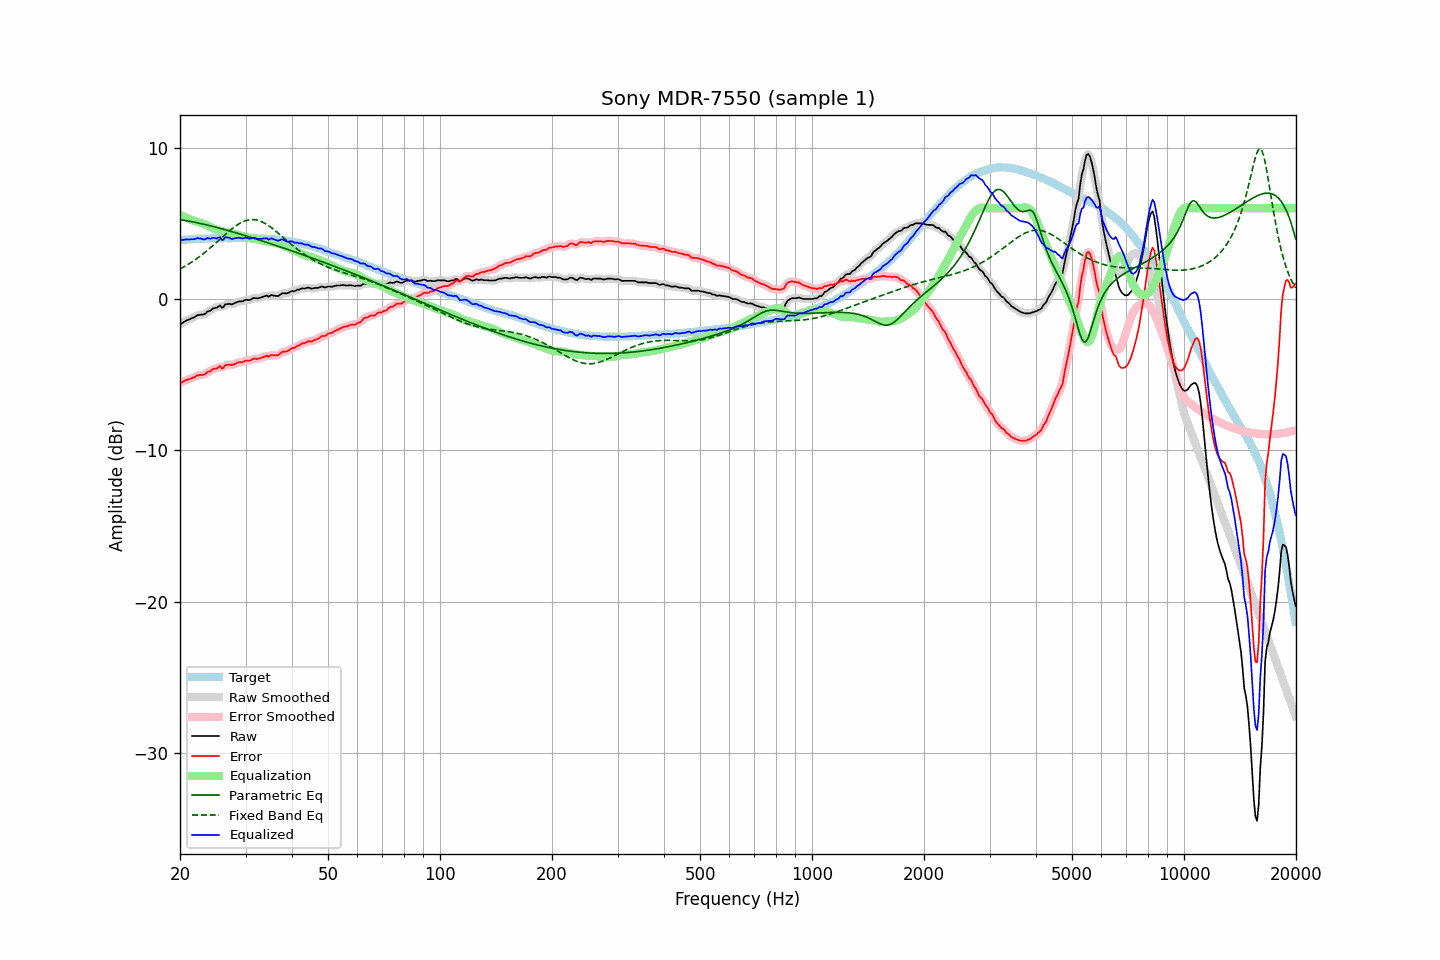 Sony MDR-7550 (sample 1)
Amplitude (dBr)
10
0
−10
−20
−30
Target
Raw Smoothed
Error Smoothed
Raw
Error
Equalization
Parametric Eq
Fixed Band Eq
Equalized
20 50 100 200 500 1000 2000 5000 10000 20000
Frequency (Hz)